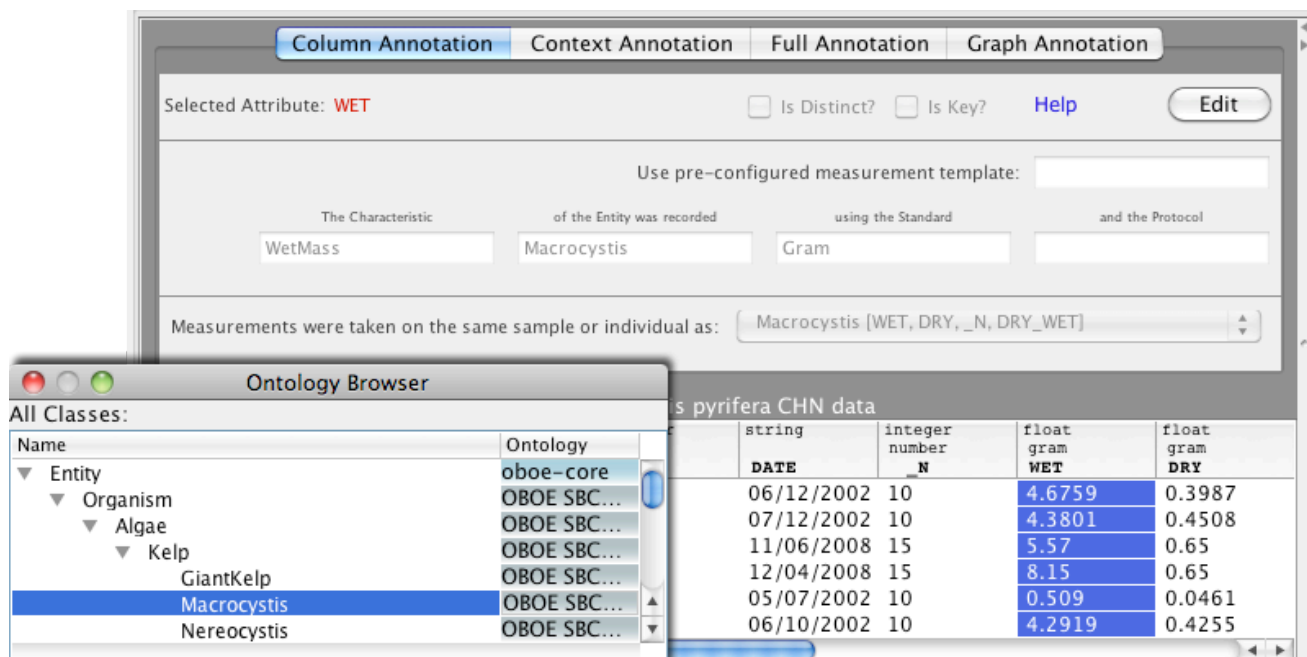 Column Annotation Context Annotation Full Annotation Graph Annotation
Selected Attribute: WET Is Distinct? Is Key? Help Edit
Use pre-configured measurement template:
The Characteristic of the Entity was recorded using the Standard and the Protocol
WetMass Macrocystis Gram
Measurements were taken on the same sample or individual as: Macrocystis [WET, DRY, _N, DRY_WET]
Ontology Browser
All Classes:
Name Ontology
Entity oboe-core
Organism OBOE SBC...
Algae OBOE SBC...
Kelp OBOE SBC...
GiantKelp OBOE SBC...
Macrocystis OBOE SBC...
Nereocystis OBOE SBC...
is pyrifera CHN data
string integer float float
number gram gram
DATE _N WET DRY
06/12/2002 10 4.6759 0.3987
07/12/2002 10 4.3801 0.4508
11/06/2008 15 5.57 0.65
12/04/2008 15 8.15 0.65
05/07/2002 10 0.509 0.0461
06/10/2002 10 4.2919 0.4255